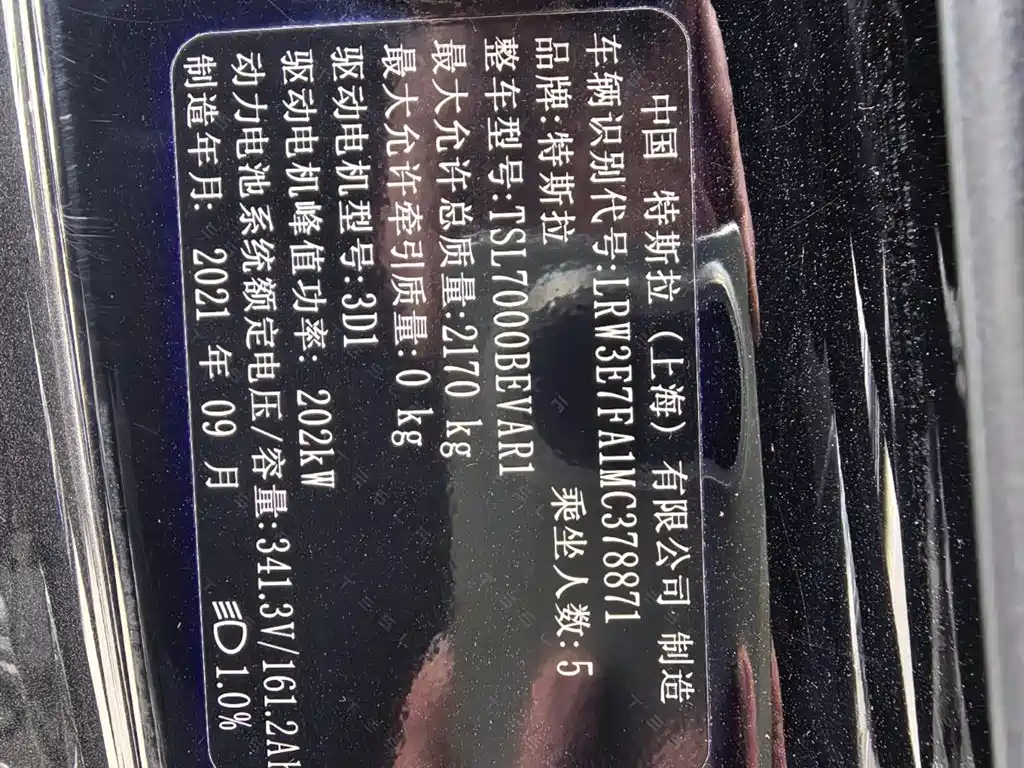 中国 特斯拉（上海）有限公司 制造
车辆识别代号:LRW3E7FA1MC378871
品牌:特斯拉 乘坐人数:5
整车型号:TSL7000BEVAR1
最大允许总质量:2170 kg
最大允许牵引质量:0 kg
驱动电机型号:3D1
驱动电机峰值功率: 202kW
动力电池系统额定电压/容量:341.3V/161.2Ah
制造年月: 2021 年 09 月 1.0%